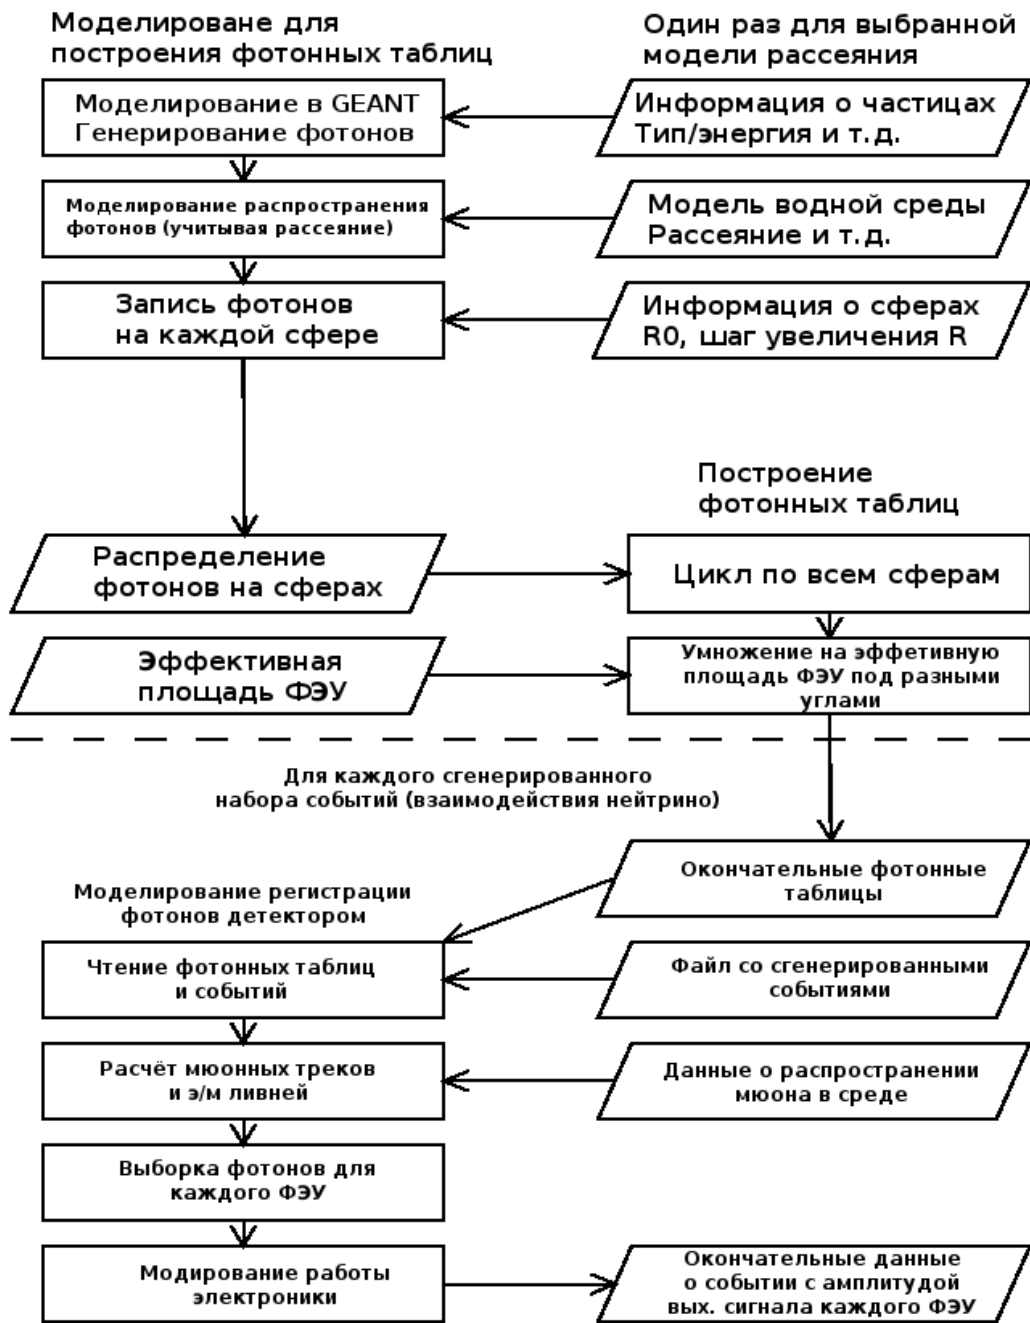 Моделироване для
построения фотонных таблиц
Один раз для выбранной
модели рассеяния
Моделирование в GEANT
Генерирование фотонов
Информация о частицах
Тип/энергия и т.д.
Моделирование распространения
фотонов (учитывая рассеяние)
Модель водной среды
Рассеяние и т.д.
Запись фотонов
на каждой сфере
Информация о сферах
R0, шаг увеличения R
Построение
фотонных таблиц
Распределение
фотонов на сферах
Цикл по всем сферам
Эффективная
площадь ФЭУ
Умножение на эффетивную
площадь ФЭУ под разными
углами
Для каждого сгенерированного
набора событий (взаимодействия нейтрино)
Окончательные фотонные
таблицы
Моделирование регистрации
фотонов детектором
Чтение фотонных таблиц
и событий
Файл со сгенерированными
событиями
Расчёт мюонных треков
и э/м ливней
Данные о распространении
мюона в среде
Выборка фотонов для
каждого ФЭУ
Модирование работы
электроники
Окончательные данные
о событии с амплитудой
вых. сигнала каждого ФЭУ